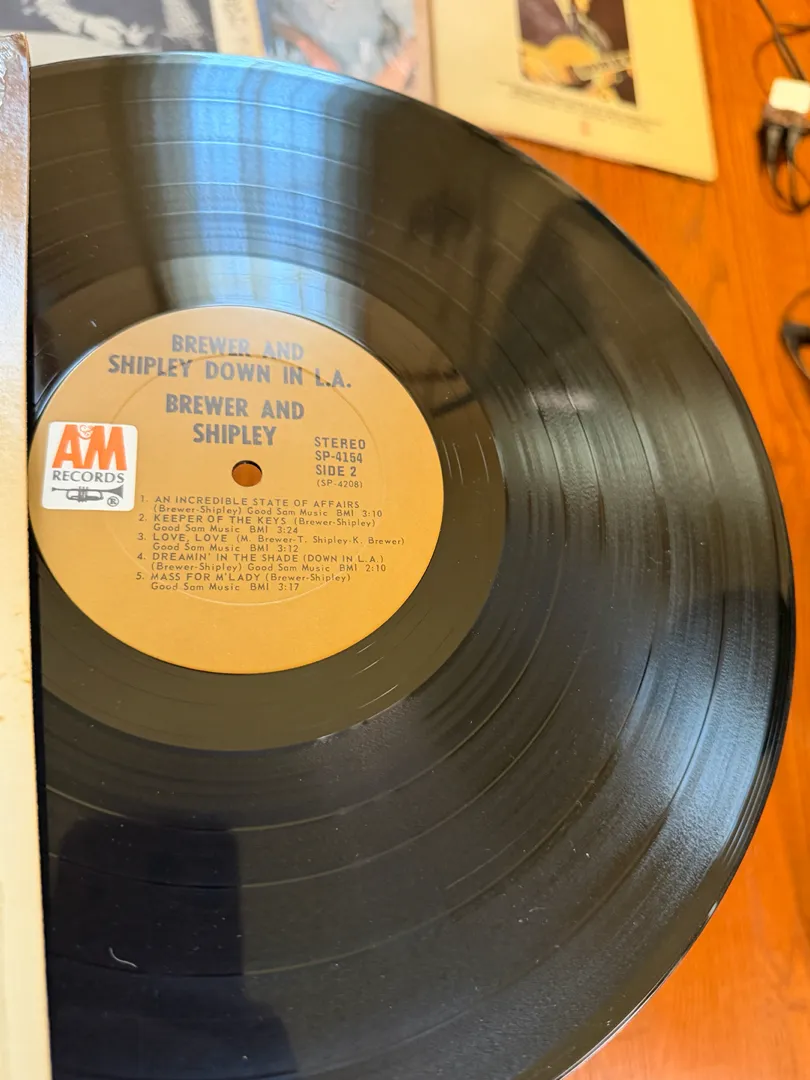 BREWER AND
SHIPLEY DOWN IN L.A.
BREWER AND
SHIPLEY
STEREO
SP-4154
SIDE 2
(SP-4208)
AM
RECORDS
®
1. AN INCREDIBLE STATE OF AFFAIRS
(Brewer-Shipley) Good Sam Music BMI 3:10
2. KEEPER OF THE KEYS (Brewer-Shipley)
Good Sam Music BMI 3:24
3. LOVE, LOVE (M. Brewer-T. Shipley-K. Brewer)
Good Sam Music BMI 3:12
4. DREAMIN' IN THE SHADE (DOWN IN L.A.)
(Brewer-Shipley) Good Sam Music BMI 2:10
5. MASS FOR M'LADY (Brewer-Shipley)
Good Sam Music BMI 3:17